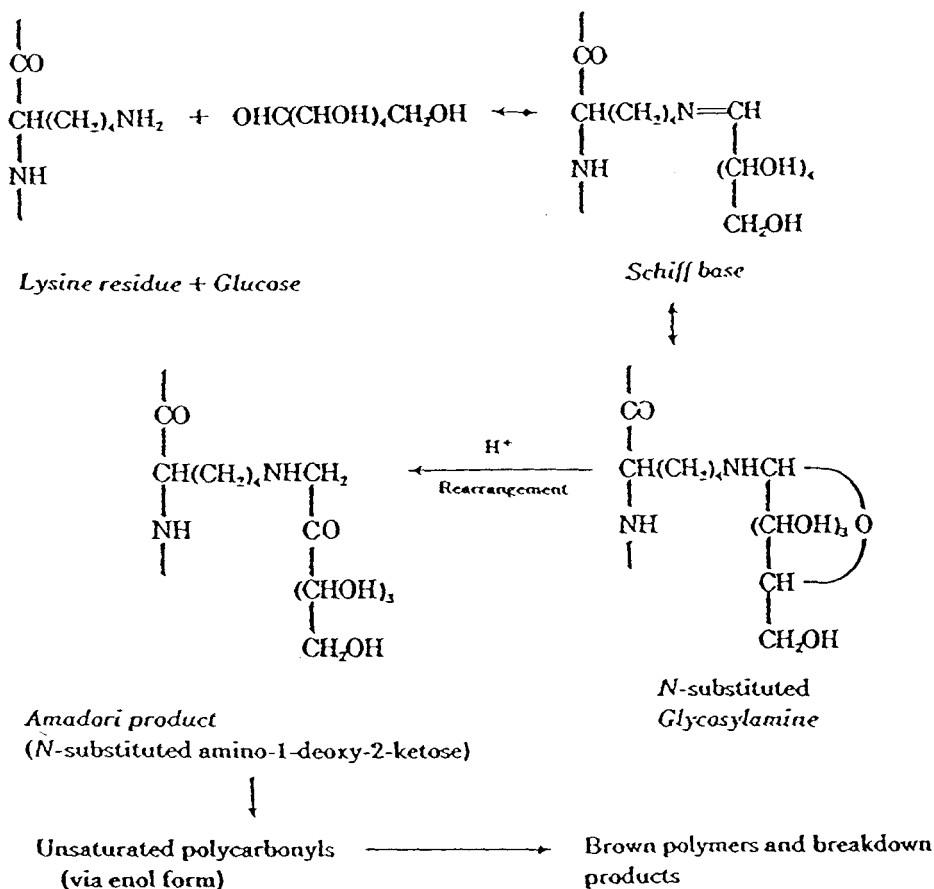 CO
CH(CH₂)₄NH₂ + OHC(CHOH)₄CH₂OH ↔
NH
Lysine residue + Glucose
CO
CH(CH₂)₄N=CH
NH (CHOH)₄
CH₂OH
Schiff base
CO
CH(CH₂)₄NHCH₂
NH CO
(CHOH)₃
CH₂OH
Amadori product
(N-substituted amino-1-deoxy-2-ketose)
H⁺
Rearrangement
CO
CH(CH₂)₄NHCH
NH (CHOH)₃ O
CH
CH₂OH
N-substituted
Glycosylamine
Unsaturated polycarbonyls
(via enol form)
Brown polymers and breakdown
products